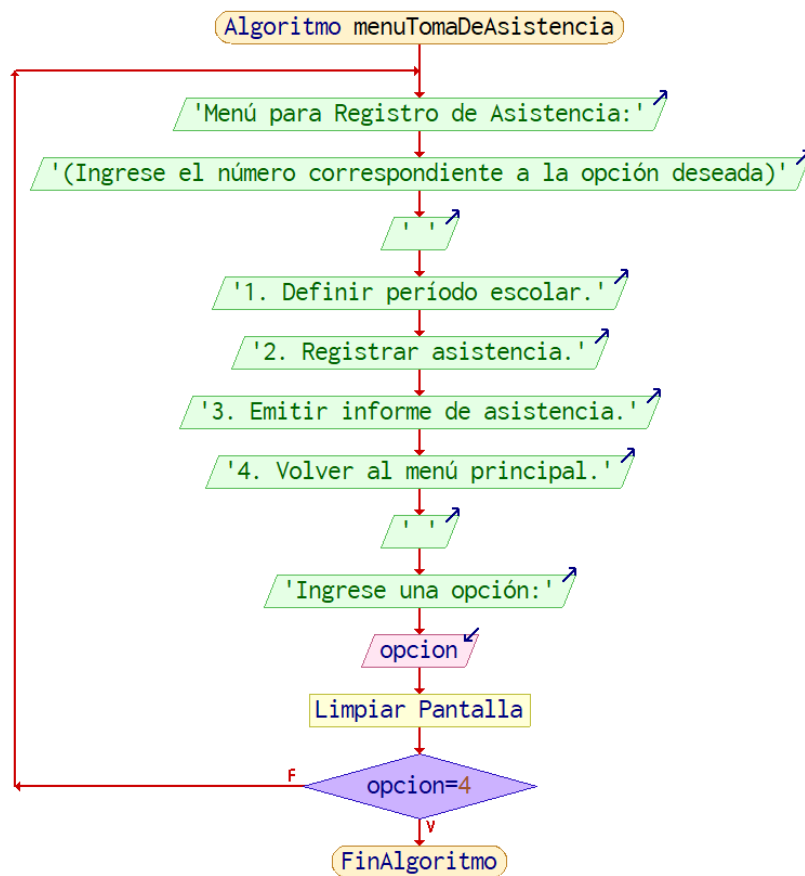 Algoritmo menuTomaDeAsistencia
'Menú para Registro de Asistencia:'
'(Ingrese el número correspondiente a la opción deseada)'
' '
'1. Definir período escolar.'
'2. Registrar asistencia.'
'3. Emitir informe de asistencia.'
'4. Volver al menú principal.'
' '
'Ingrese una opción:'
opcion
Limpiar Pantalla
F
opcion=4
V
FinAlgoritmo